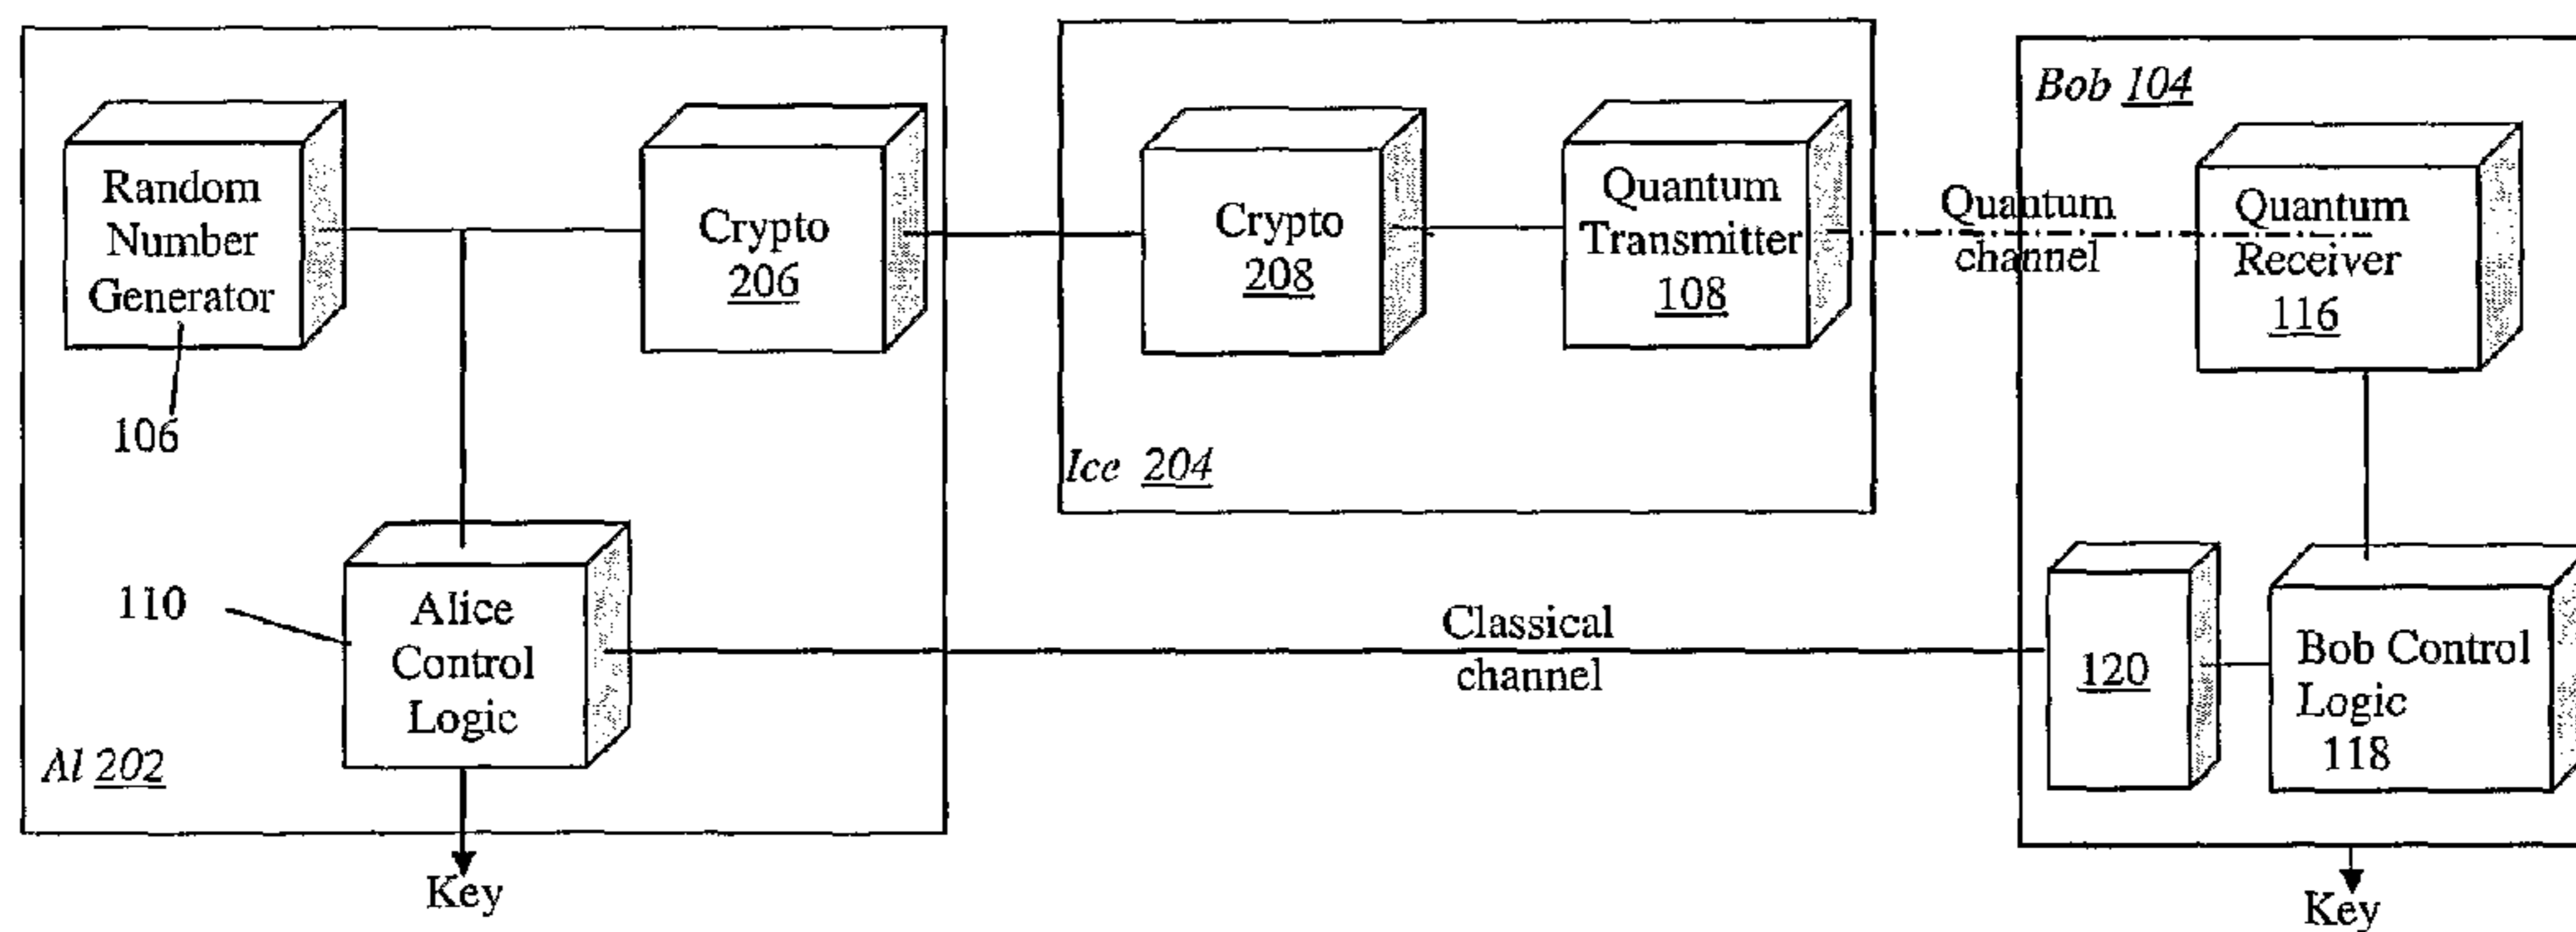 Random
Number
Generator
106
Crypto
206
Alice
Control
Logic
110
Al 202
Key
Crypto
208
Quantum
Transmitter
108
Ice 204
Quantum
channel
Classical
channel
Bob 104
Quantum
Receiver
116
120
Bob Control
Logic
118
Key